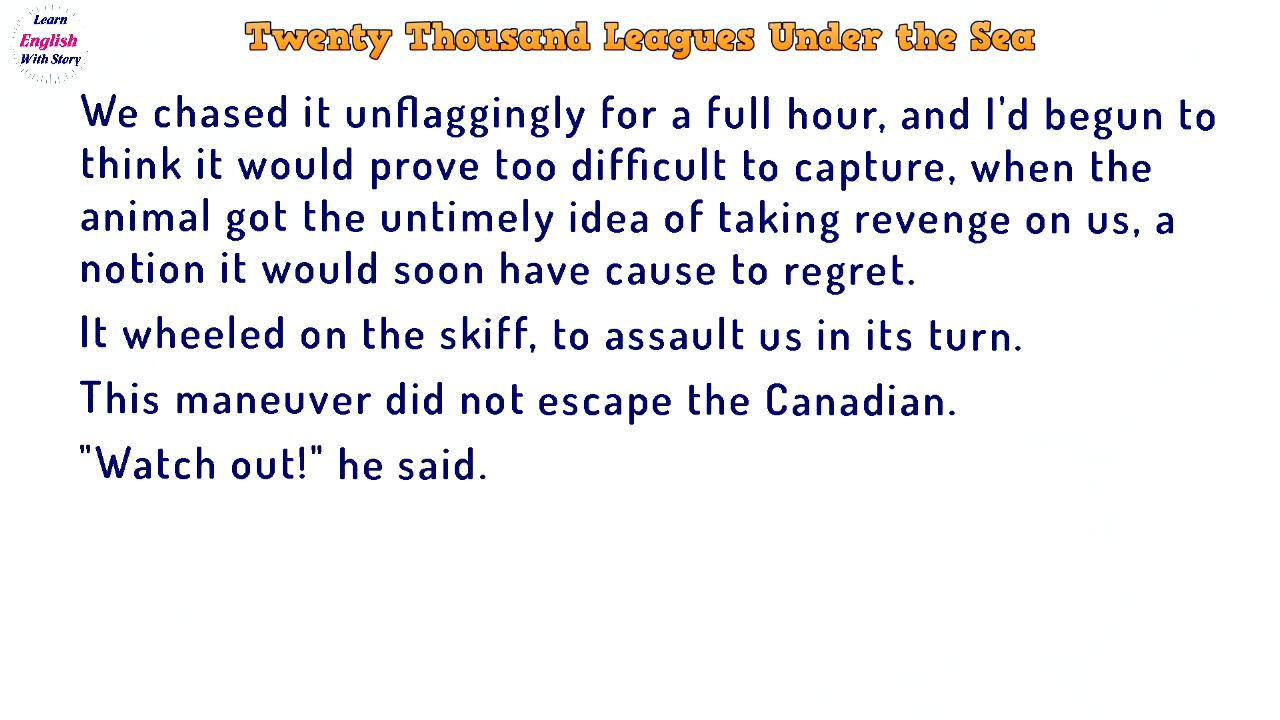 Learn
English
With Story
Twenty Thousand Leagues Under the Sea
We chased it unflaggingly for a full hour, and I'd begun to
think it would prove too difficult to capture, when the
animal got the untimely idea of taking revenge on us, a
notion it would soon have cause to regret.
It wheeled on the skiff, to assault us in its turn.
This maneuver did not escape the Canadian.
"Watch out!" he said.